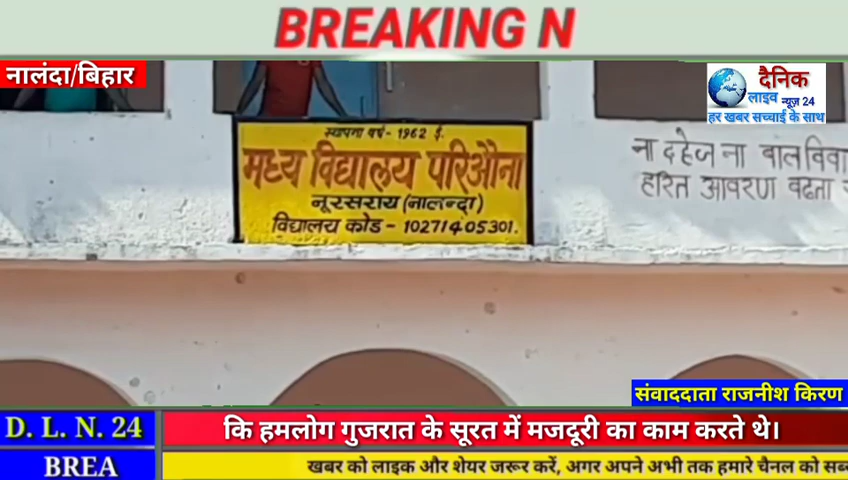 BREAKING N
नालंदा/बिहार
दैनिक
लाइव न्यूज़ 24
हर खबर सच्चाई के साथ
स्थापना वर्ष - 1962 ई.
मध्य विद्यालय परिऔना
नूरसराय (नालन्दा)
विद्यालय कोड - 10271405301.
ना दहेज ना बालविवा
हरित आवरण बढता
संवाददाता राजनीश किरण
D. L. N. 24
कि हमलोग गुजरात के सूरत में मजदूरी का काम करते थे।
BREA
खबर को लाइक और शेयर जरूर करें, अगर अपने अभी तक हमारे चैनल को सब्स